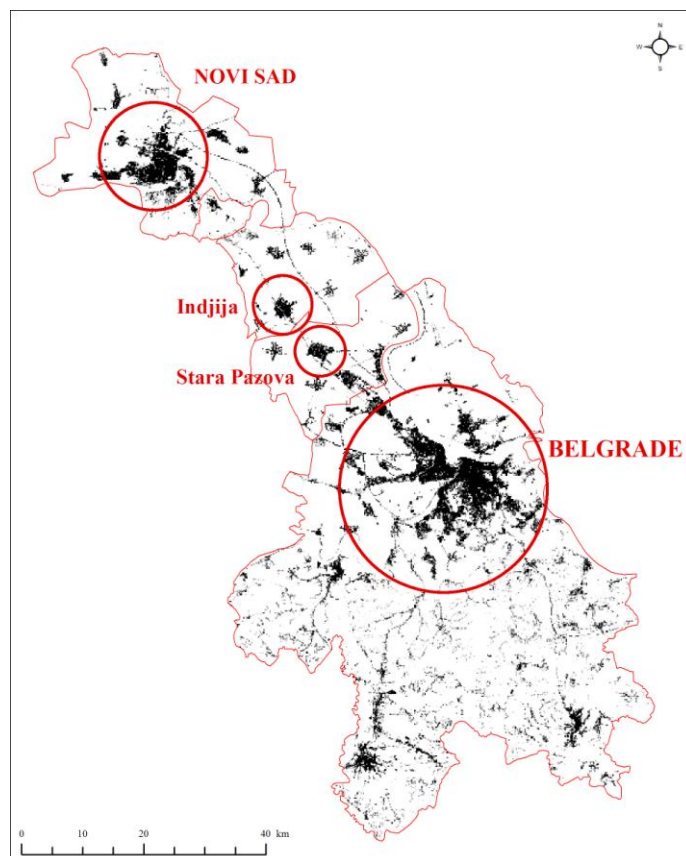 N
W E
S
NOVI SAD
Indjija
Stara Pazova
BELGRADE
0 10 20 40 km